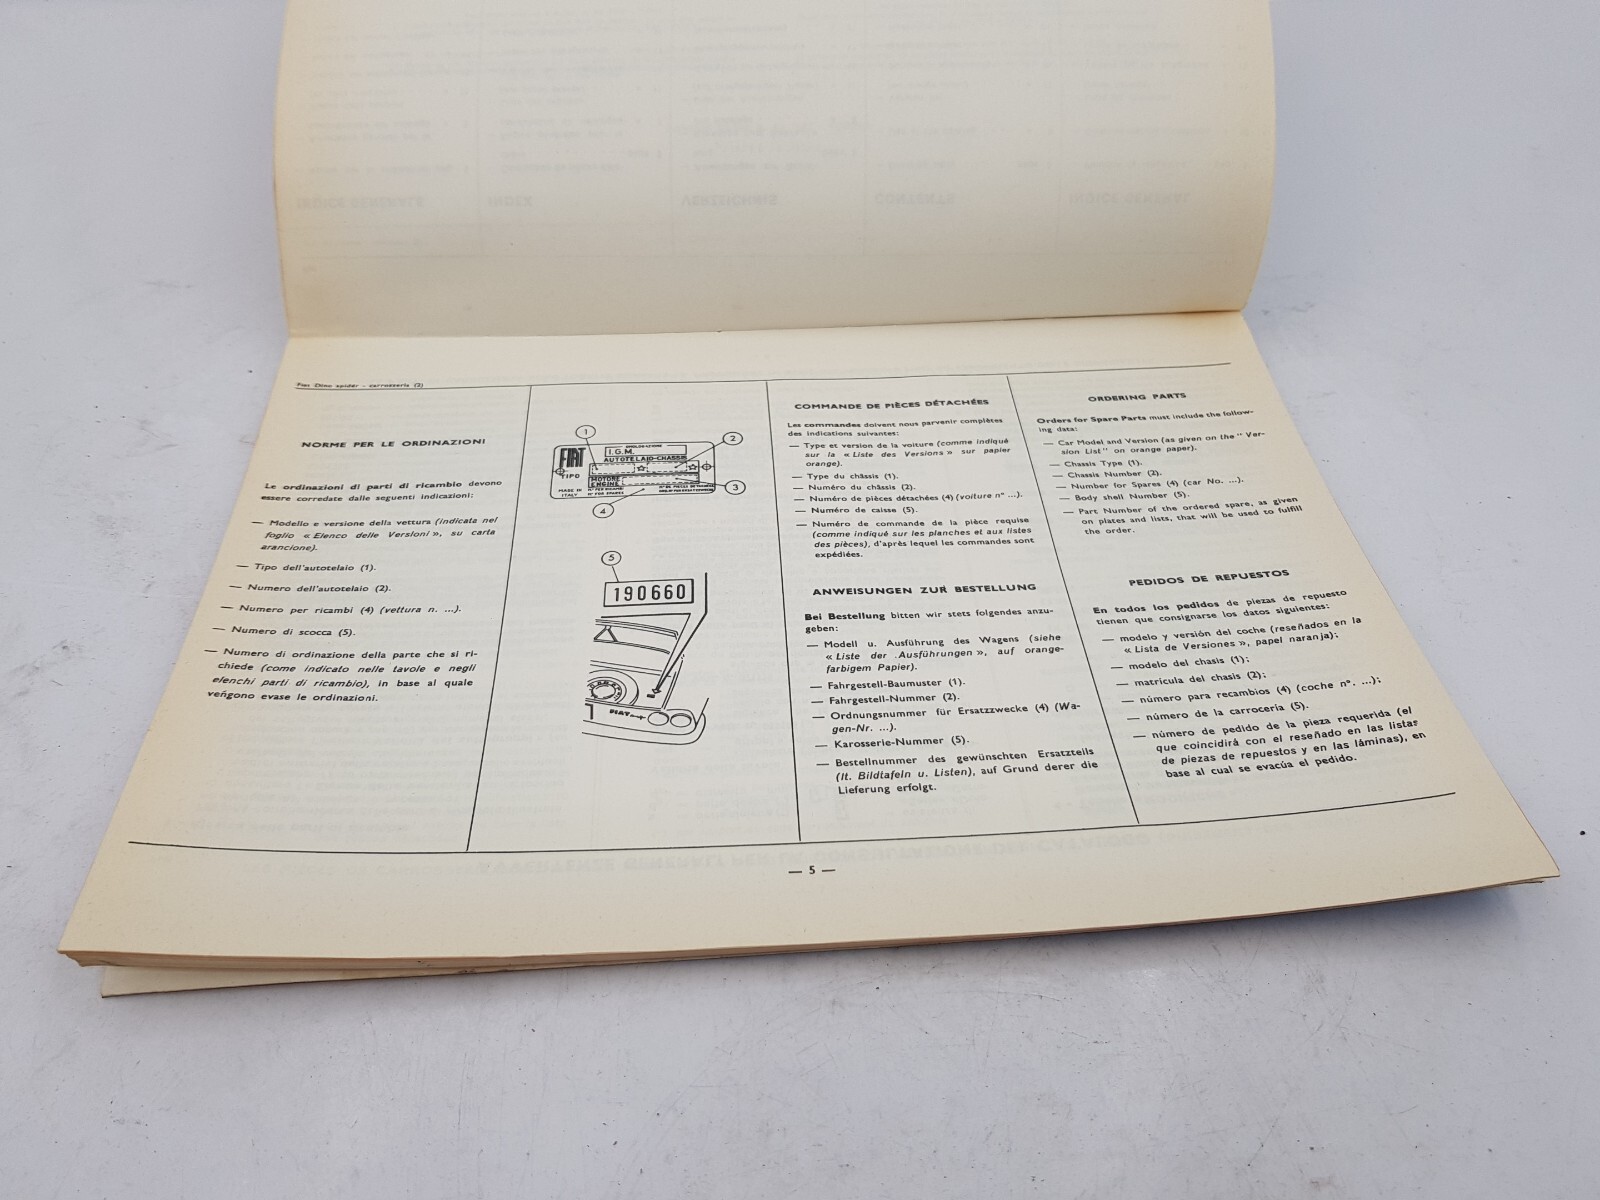 Fiat Dino spider - carrozzeria (2)
NORME PER LE ORDINAZIONI
Le ordinazioni di parti di ricambio devono
essere corredate dalle seguenti indicazioni:
— Modello e versione della vettura (indicata nel
foglio « Elenco delle Versioni », su carta
arancione).
— Tipo dell'autotelaio (1).
— Numero dell'autotelaio (2).
— Numero per ricambi (4) (vettura n. ...).
— Numero di scocca (5).
— Numero di ordinazione della parte che si ri-
chiede (come indicato nelle tavole e negli
elenchi parti di ricambio), in base al quale
vengono evase le ordinazioni.
1
2
3
4
FIAT
OMOLOGAZIONE
I.G.M.
AUTOTELAIO-CHASSIS
TIPO
MOTORE
ENGINE
MADE IN
ITALY
N° PER RICAMBI
N° FOR SPARES
5
190660
FIAT
COMMANDE DE PIÈCES DÉTACHÉES
Les commandes doivent nous parvenir complètes
des indications suivantes:
— Type et version de la voiture (comme indiqué
sur la « Liste des Versions » sur papier
orange).
— Type du châssis (1).
— Numéro du châssis (2).
— Numéro de pièces détachées (4) (voiture n° ...).
— Numéro de caisse (5).
— Numéro de commande de la pièce requise
(comme indiqué sur les planches et aux listes
des pièces), d'après lequel les commandes sont
expédiées.
ANWEISUNGEN ZUR BESTELLUNG
Bei Bestellung bitten wir stets folgendes anzu-
geben:
— Modell u. Ausführung des Wagens (siehe
« Liste der Ausführungen », auf orange-
farbigem Papier).
— Fahrgestell-Baumuster (1).
— Fahrgestell-Nummer (2).
— Ordnungsnummer für Ersatzzwecke (4) (Wa-
gen-Nr. ...).
— Karosserie-Nummer (5).
— Bestellnummer des gewünschten Ersatzteils
(lt. Bildtafeln u. Listen), auf Grund derer die
Lieferung erfolgt.
ORDERING PARTS
Orders for Spare Parts must include the follow-
ing data:
— Car Model and Version (as given on the " Ver-
sion List " on orange paper).
— Chassis Type (1).
— Chassis Number (2).
— Number for Spares (4) (car No. ...).
— Body shell Number (5).
— Part Number of the ordered spare, as given
on plates and lists, that will be used to fulfill
the order.
PEDIDOS DE REPUESTOS
En todos los pedidos de piezas de repuesto
tienen que consignarse los datos siguientes:
— modelo y versión del coche (reseñados en la
« Lista de Versiones », papel naranja);
— modelo del chasis (1);
— matrícula del chasis (2);
— número para recambios (4) (coche n°. ...);
— número de la carrocería (5).
— número de pedido de la pieza requerida (el
que coincidirá con el reseñado en las listas
de piezas de repuestos y en las láminas), en
base al cual se evacúa el pedido.
— 5 —